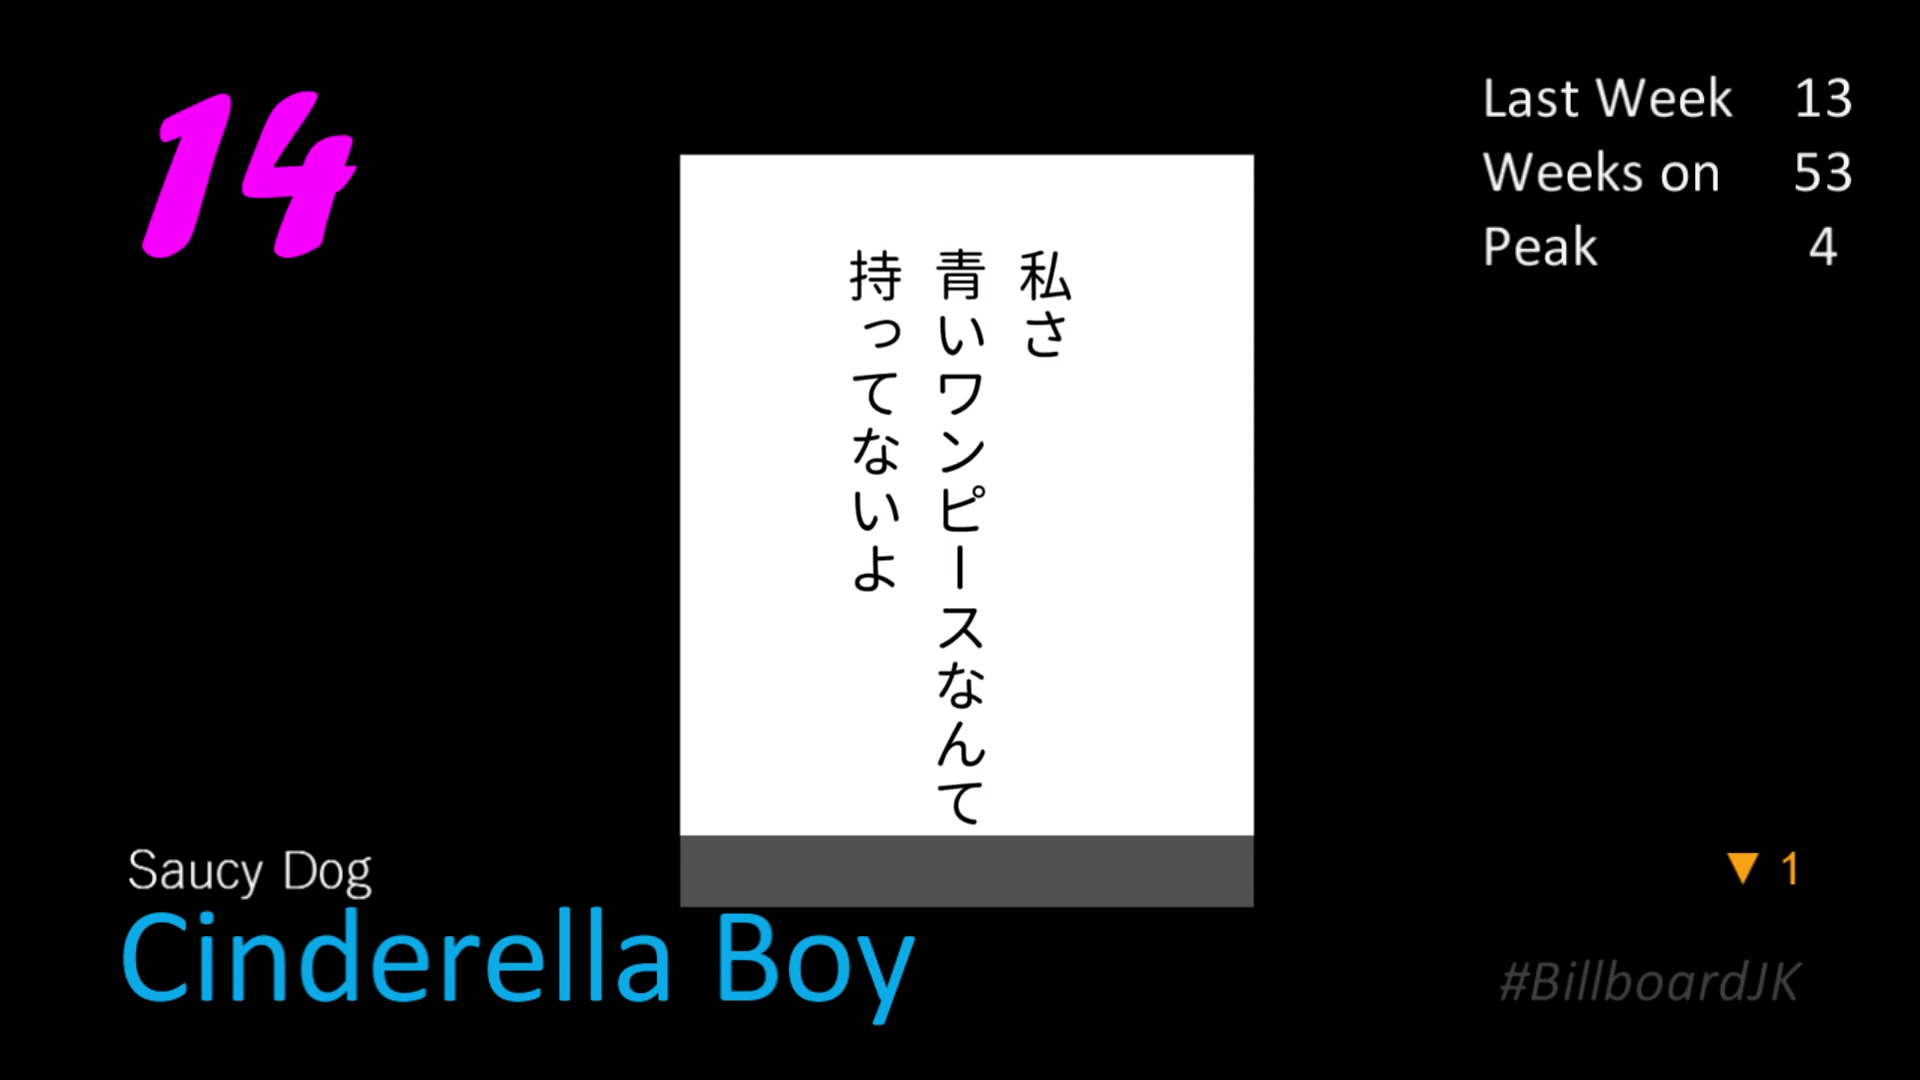 14
Last Week 13
Weeks on 53
Peak 4
私さ
青いワンピースなんて
持ってないよ
Saucy Dog
Cinderella Boy
▼ 1
#BillboardJK